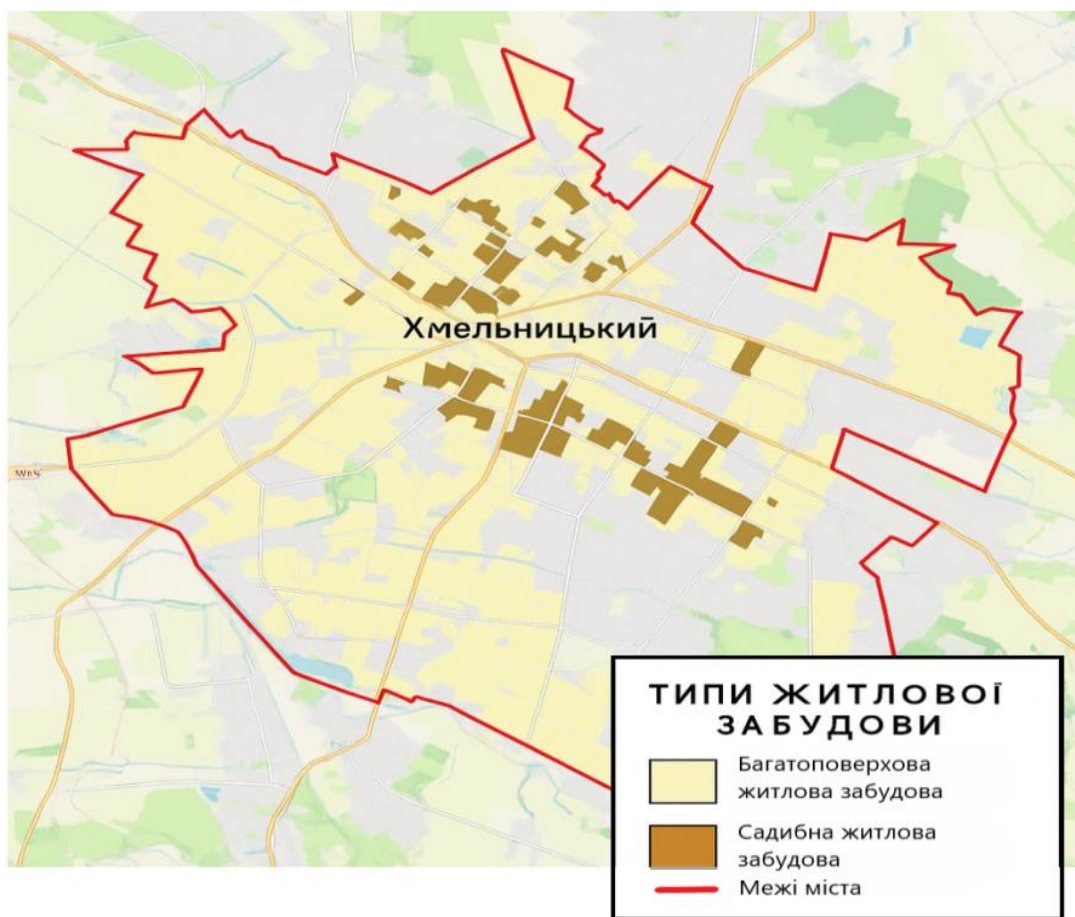 Хмельницький
ТИПИ ЖИТЛОВОЇ
ЗАБУДОВИ
Багатоповерхова
житлова забудова
Садибна житлова
забудова
Межі міста